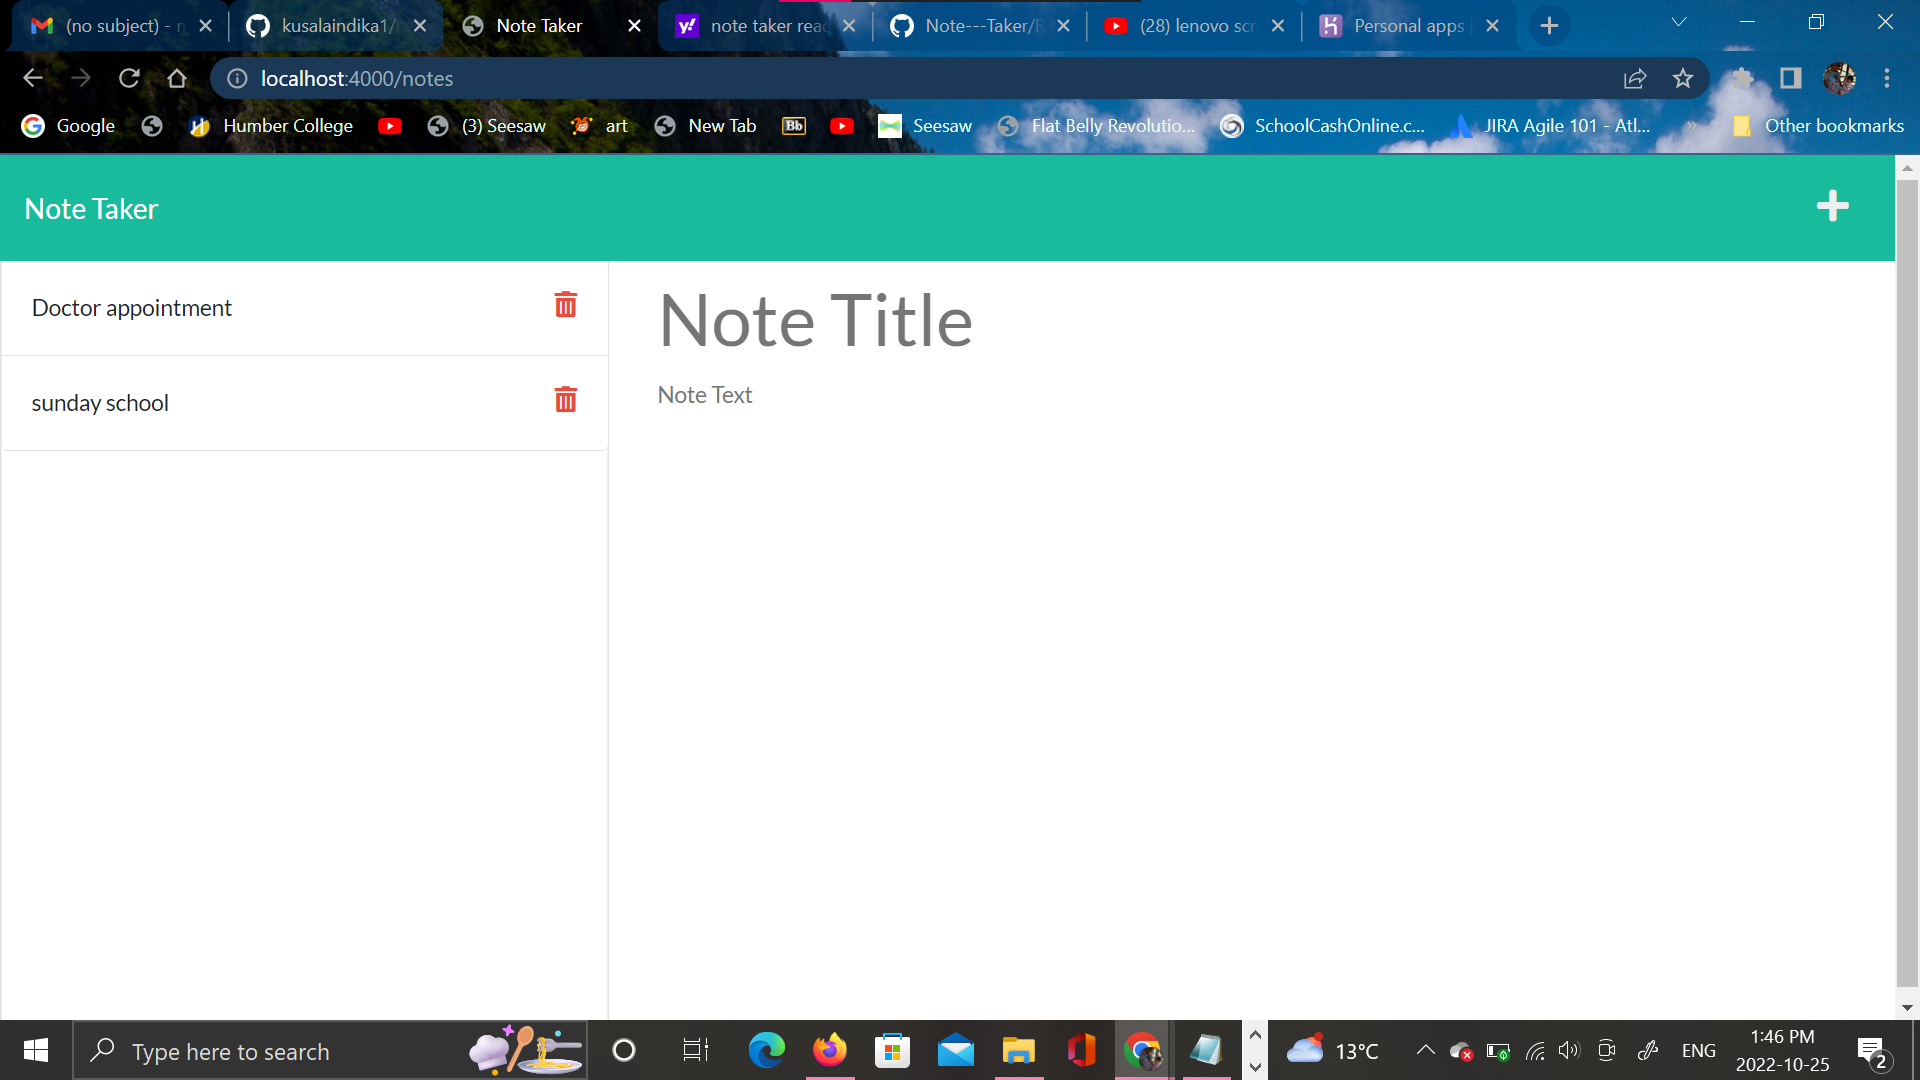 (no subject) -
kusalaindika1/
Note Taker
note taker read
Note---Taker/R
(28) lenovo scr
Personal apps
localhost:4000/notes
Google
Humber College
(3) Seesaw
art
New Tab
Bb
Seesaw
Flat Belly Revolutio...
SchoolCashOnline.c...
JIRA Agile 101 - Atl...
»
Other bookmarks
Note Taker
Doctor appointment
sunday school
Note Title
Note Text
Type here to search
13°C
ENG
1:46 PM
2022-10-25
2